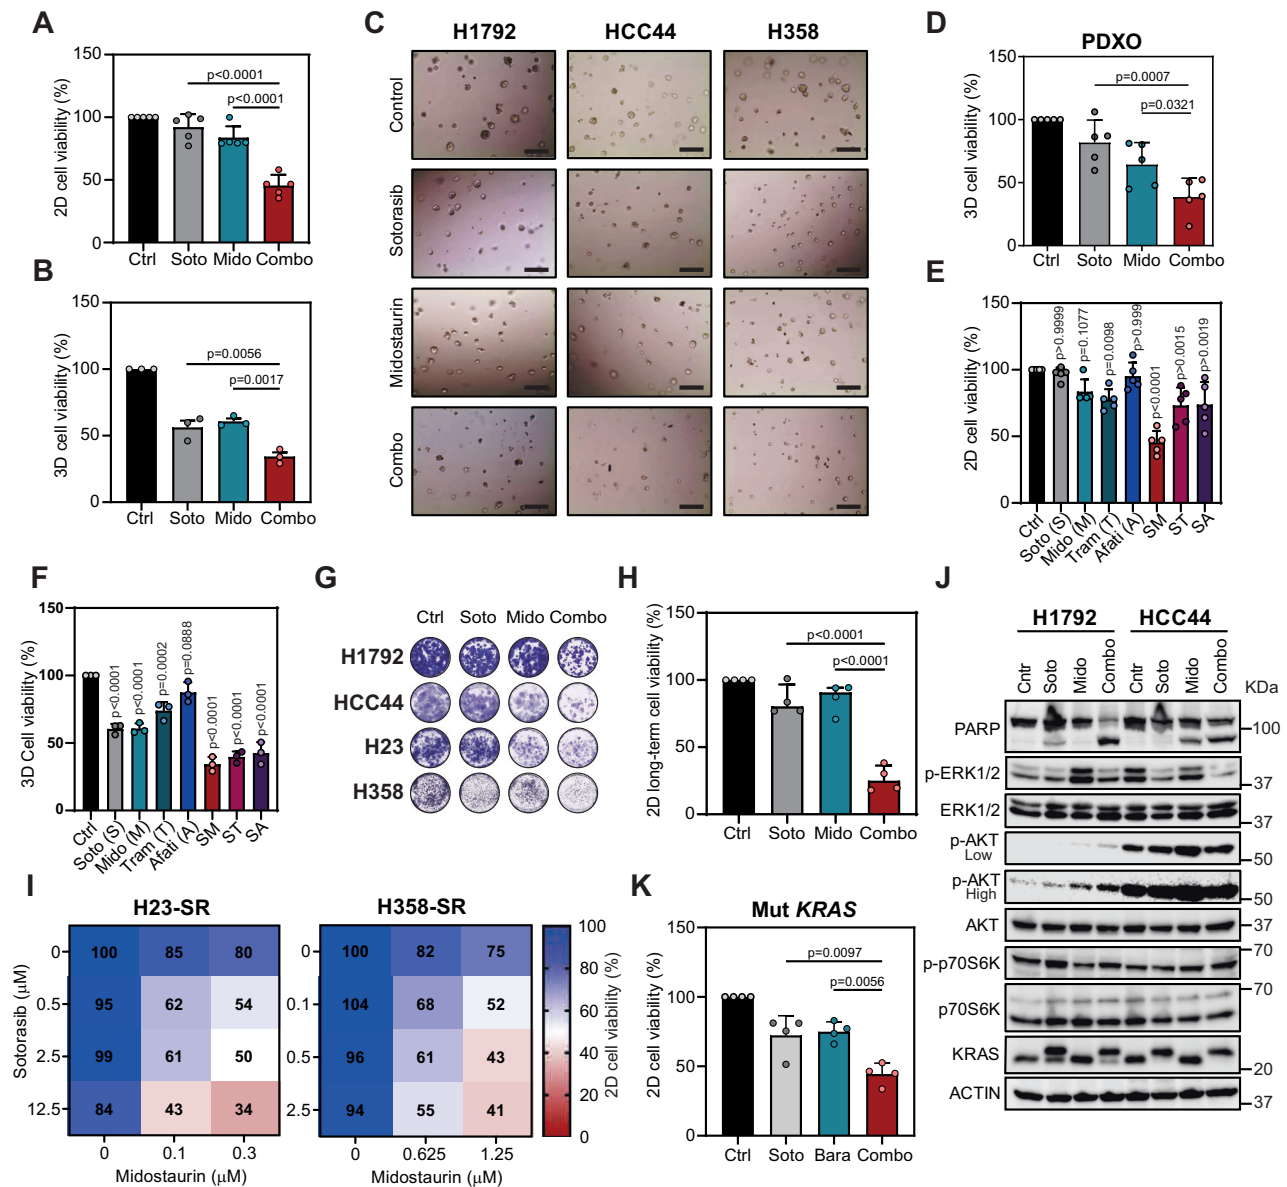 A
2D cell viability (%)
150
100
50
0
p<0.0001
p<0.0001
Ctrl Soto Mido Combo
B
3D cell viability (%)
150
100
50
0
p=0.0056
p=0.0017
Ctrl Soto Mido Combo
C
H1792 HCC44 H358
Control
Sotorasib
Midostaurin
Combo
D
PDXO
3D cell viability (%)
150
100
50
0
p=0.0007
p=0.0321
Ctrl Soto Mido Combo
E
2D cell viability (%)
150
100
50
0
p>0.9999
p=0.1077
p=0.0098
p>0.999
p<0.0001
p>0.0015
p>0.0019
Ctrl Soto (S) Mido (M) Tram (T) Afati (A) SM ST SA
F
3D Cell viability (%)
150
100
50
0
p<0.0001
p<0.0001
p=0.0002
p=0.0888
p<0.0001
p<0.0001
p<0.0001
Ctrl Soto (S) Mido (M) Tram (T) Afati (A) SM ST SA
G
Ctrl Soto Mido Combo
H1792
HCC44
H23
H358
H
2D long-term cell viability (%)
150
100
50
0
p<0.0001
p<0.0001
Ctrl Soto Mido Combo
I
H23-SR
Sotorasib (µM)
0 100 85 80
0.5 95 62 54
2.5 99 61 50
12.5 84 43 34
0 0.1 0.3
Midostaurin (µM)
H358-SR
0 100 82 75
0.1 104 68 52
0.5 96 61 43
2.5 94 55 41
0 0.625 1.25
Midostaurin (µM)
100
80
60
40
20
0
2D cell viability (%)
J
H1792 HCC44
Cntr Soto Mido Combo Cntr Soto Mido Combo
KDa
PARP 100
p-ERK1/2 37
ERK1/2 37
p-AKT
Low 50
p-AKT
High 50
AKT 37
p-p70S6K 70
p70S6K 70
KRAS 20
ACTIN 37
K
Mut KRAS
2D cell viability (%)
150
100
50
0
p=0.0097
p=0.0056
Ctrl Soto Bara Combo